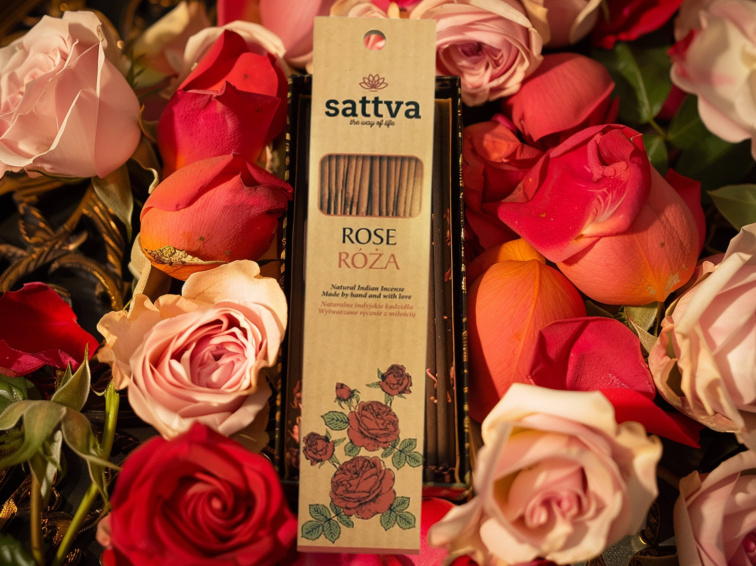 sattva
the way of life
ROSE
RÓŻA
Natural Indian Incense
Made by hand and with love
Naturalne indyjskie kadzidła
Wytwarzane ręcznie z miłością